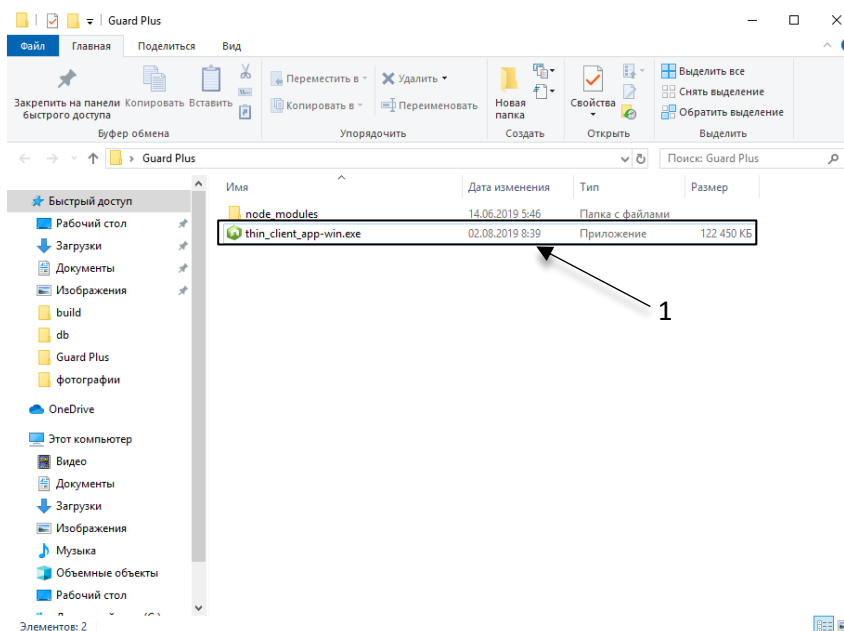 Guard Plus
Файл Главная Поделиться Вид
Закрепить на панели быстрого доступа
Копировать
Вставить
Буфер обмена
Переместить в
Копировать в
Удалить
Переименовать
Упорядочить
Новая папка
Создать
Свойства
Открыть
Выделить все
Снять выделение
Обратить выделение
Выделить
Guard Plus
Поиск: Guard Plus
Быстрый доступ
Рабочий стол
Загрузки
Документы
Изображения
build
db
Guard Plus
фотографии
OneDrive
Этот компьютер
Видео
Документы
Загрузки
Изображения
Музыка
Объемные объекты
Рабочий стол
Имя Дата изменения Тип Размер
node_modules 14.06.2019 5:46 Папка с файлами
thin_client_app-win.exe 02.08.2019 8:39 Приложение 122 450 КБ
1
Элементов: 2